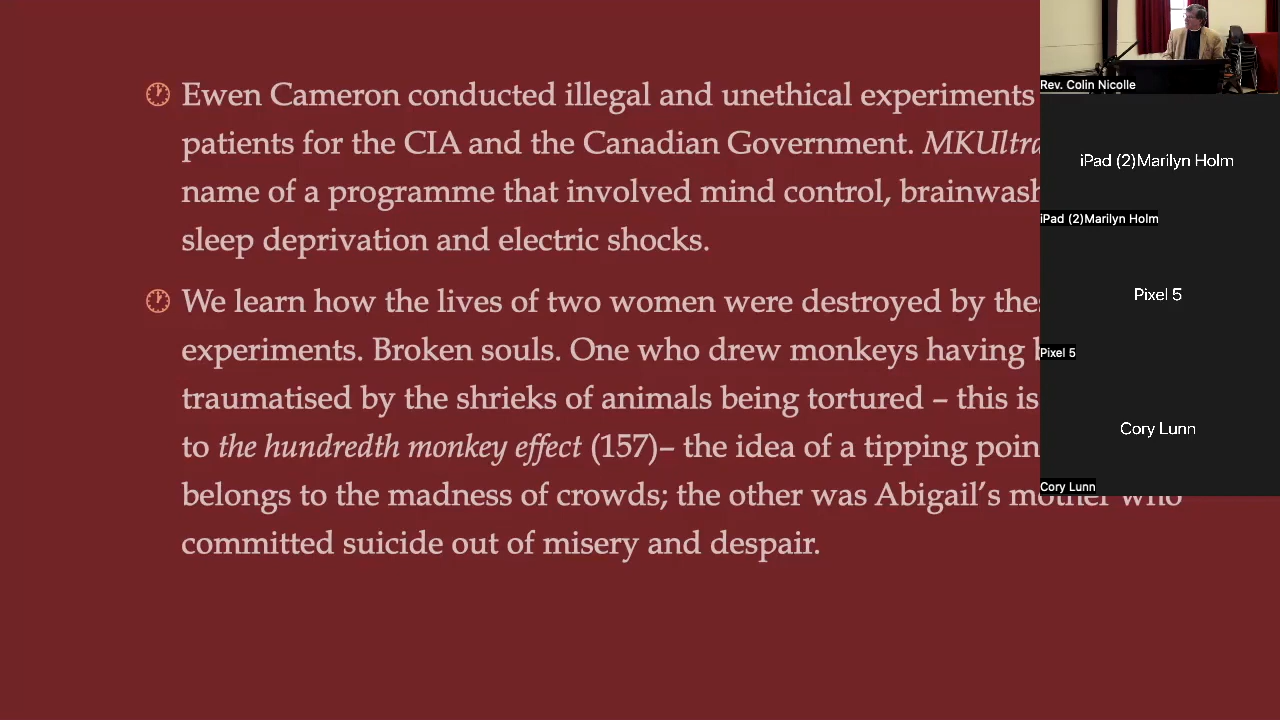 Ewen Cameron conducted illegal and unethical experiments
patients for the CIA and the Canadian Government. MKUltra
name of a programme that involved mind control,
sleep deprivation and electric shocks.
We learn how the lives of two women were destroyed by
experiments. Broken souls. One who drew monkeys having
traumatised by the shrieks of animals being tortured – this is
to the hundredth monkey effect (157)– the idea of a tipping
belongs to the madness of crowds; the other was Abigail’s mother who
committed suicide out of misery and despair.
Rev. Colin Nicolle
iPad (2)Marilyn Holm
iPad (2)Marilyn Holm
Pixel 5
Pixel 5
Cory Lunn
Cory Lunn